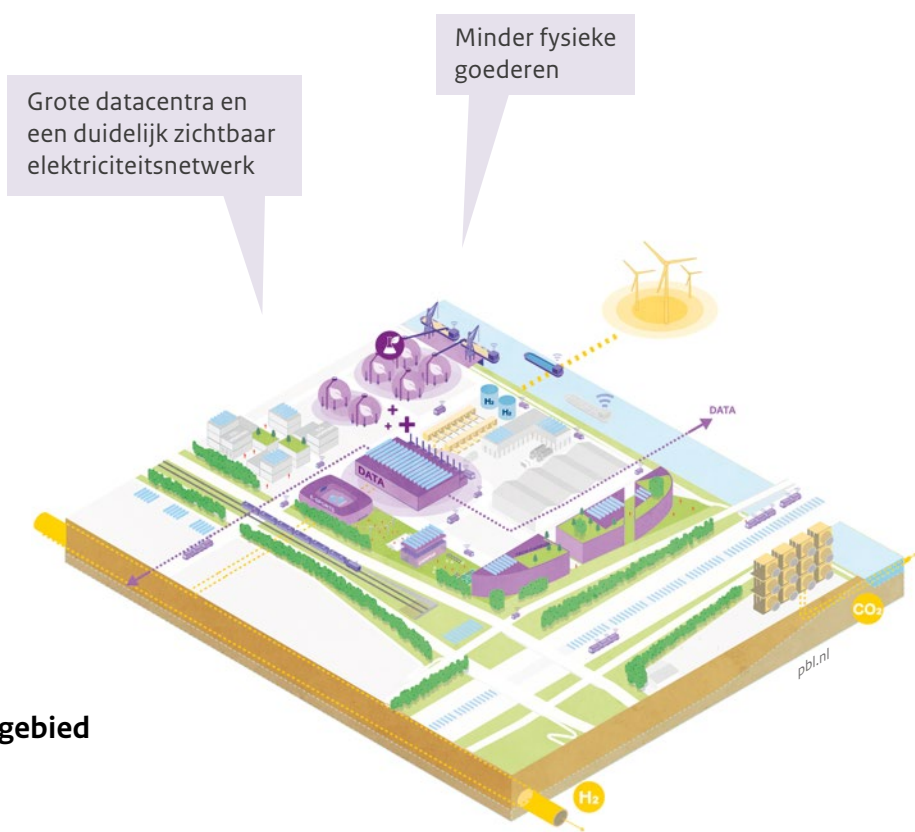 Minder fysieke
goederen
Grote datacentra en
een duidelijk zichtbaar
elektriciteitsnetwerk
H₂
H₂
DATA
DATA
CO₂
pbl.nl
gebied
H₂